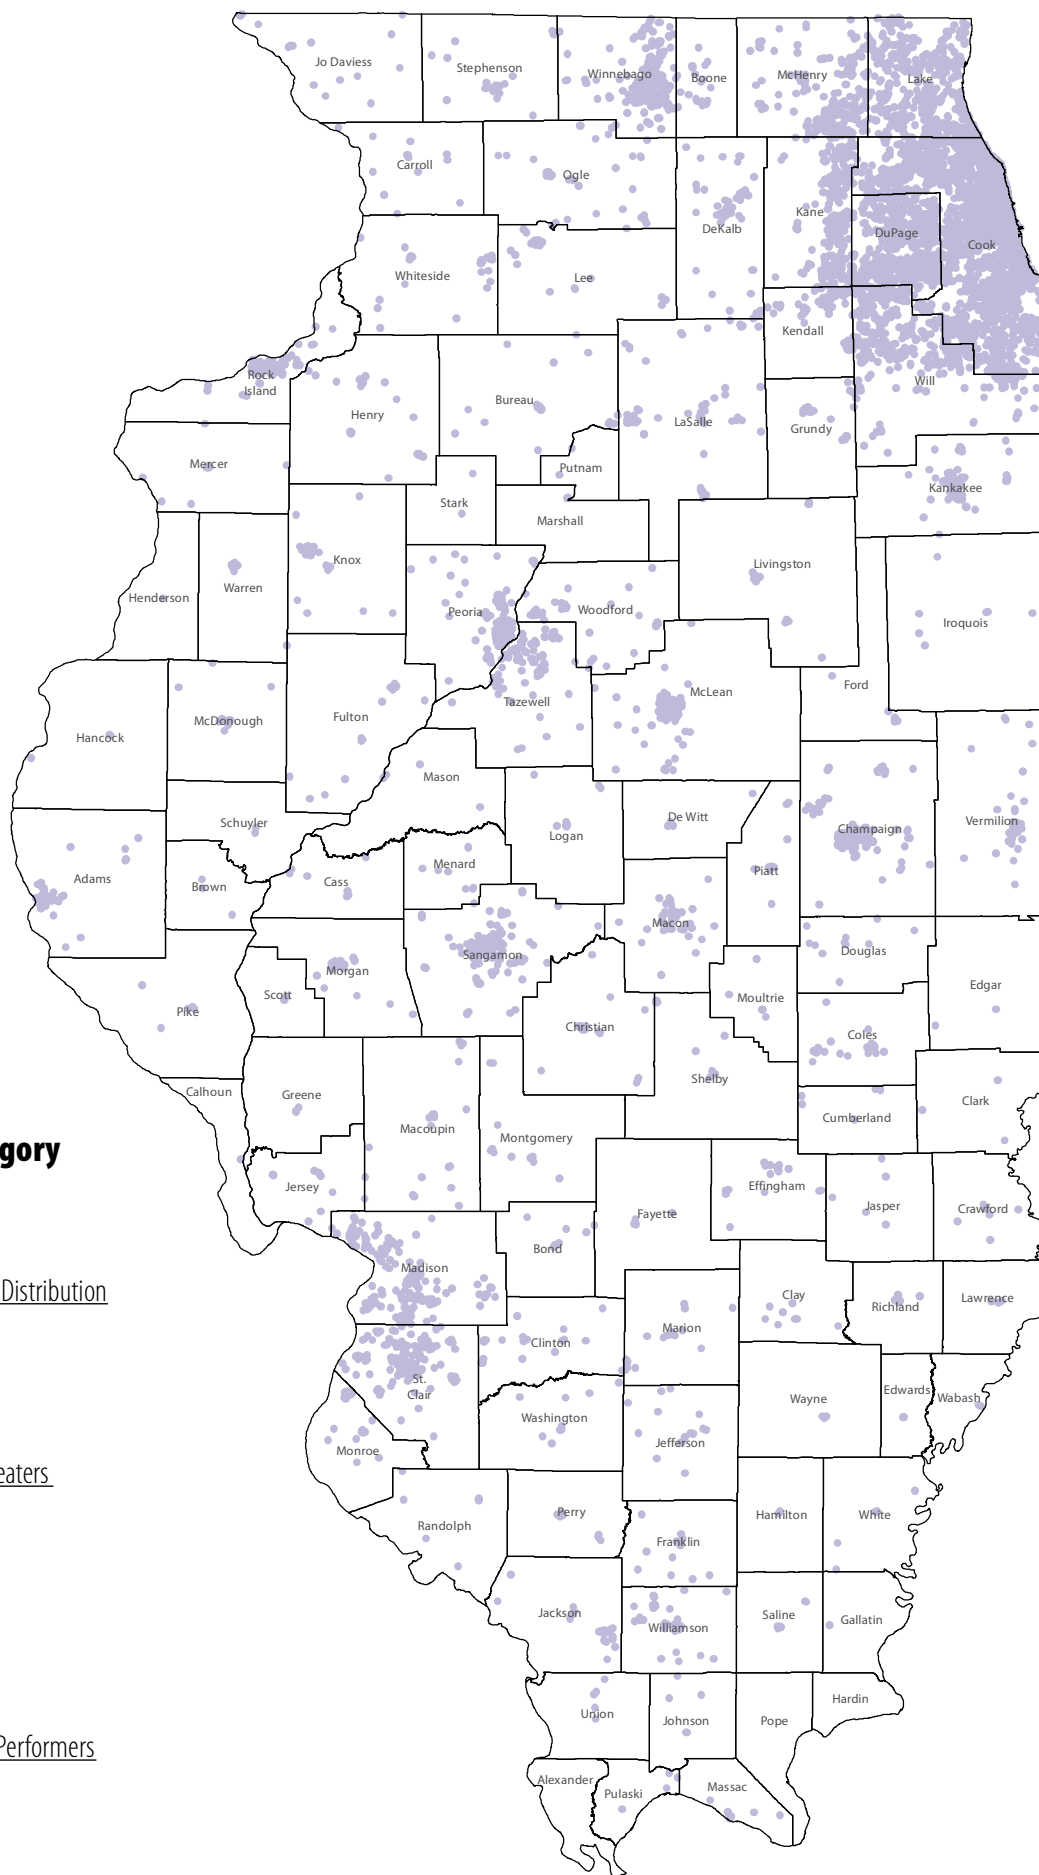 Jo Daviess
Stephenson
Winnebago
Boone
McHenry
Lake
Carroll
Ogle
DeKalb
Kane
DuPage
Cook
Whiteside
Lee
Kendall
Will
Rock
Island
Henry
Bureau
LaSalle
Grundy
Mercer
Putnam
Kankakee
Stark
Marshall
Knox
Livingston
Warren
Henderson
Peoria
Woodford
Iroquois
McLean
Ford
Tazewell
Fulton
McDonough
Hancock
Mason
De Witt
Schuyler
Logan
Champaign
Vermilion
Menard
Piatt
Adams
Brown
Cass
Macon
Sangamon
Douglas
Morgan
Scott
Edgar
Pike
Moultrie
Christian
Coles
Shelby
Calhoun
Greene
Clark
Cumberland
Macoupin
Montgomery
gory
Jersey
Effingham
Jasper
Crawford
Fayette
Bond
Madison
Distribution
Clay
Richland
Lawrence
Marion
Clinton
St.
Clair
Edwards
Wabash
Wayne
Washington
Jefferson
Monroe
eaters
Perry
Hamilton
White
Randolph
Franklin
Jackson
Saline
Gallatin
Williamson
Hardin
Union
Johnson
Pope
Performers
Alexander
Pulaski
Massac